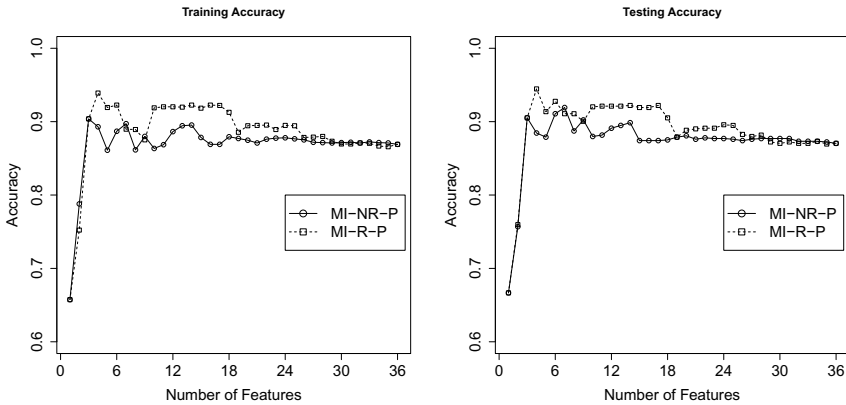 Training Accuracy
1.0
0.9
0.8
0.7
0.6
Accuracy
MI−NR−P
MI−R−P
0 6 12 18 24 30 36
Number of Features
Testing Accuracy
1.0
0.9
0.8
0.7
0.6
Accuracy
MI−NR−P
MI−R−P
0 6 12 18 24 30 36
Number of Features